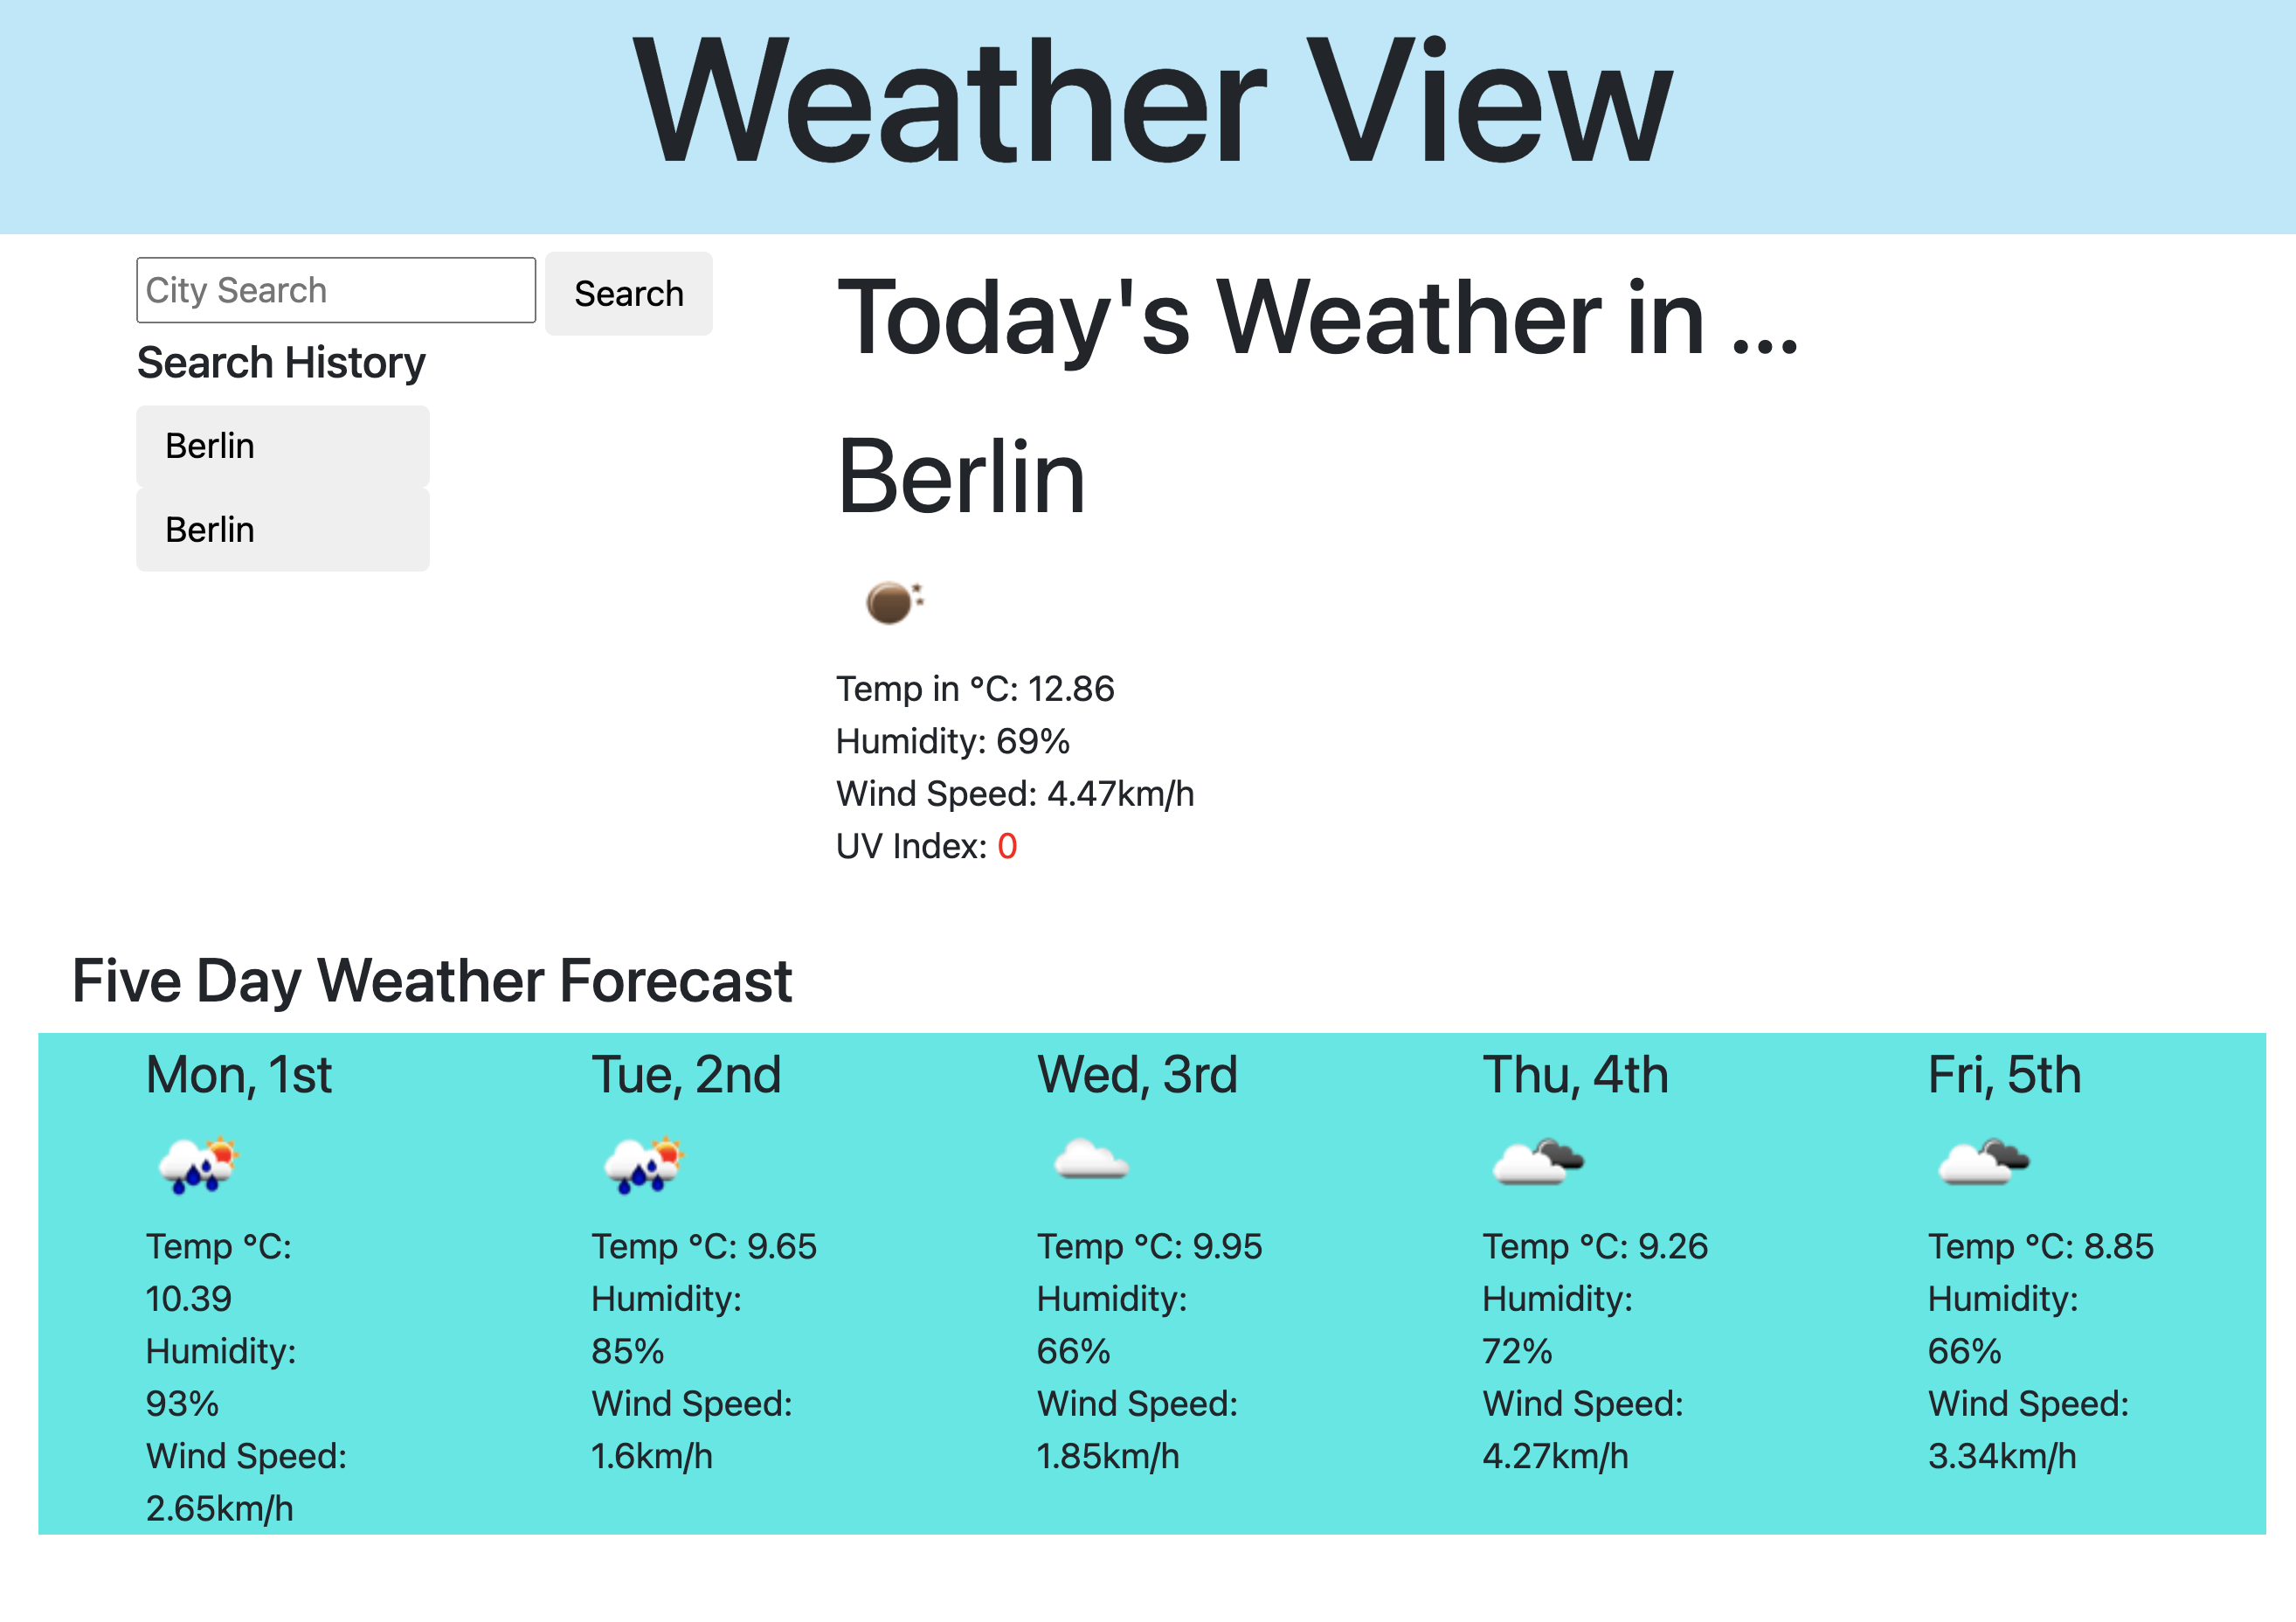 Weather View
City Search
Search
Search History
Berlin
Berlin
Today's Weather in ...
Berlin
Temp in °C: 12.86
Humidity: 69%
Wind Speed: 4.47km/h
UV Index: 0
Five Day Weather Forecast
Mon, 1st
Temp °C:
10.39
Humidity:
93%
Wind Speed:
2.65km/h
Tue, 2nd
Temp °C: 9.65
Humidity:
85%
Wind Speed:
1.6km/h
Wed, 3rd
Temp °C: 9.95
Humidity:
66%
Wind Speed:
1.85km/h
Thu, 4th
Temp °C: 9.26
Humidity:
72%
Wind Speed:
4.27km/h
Fri, 5th
Temp °C: 8.85
Humidity:
66%
Wind Speed:
3.34km/h